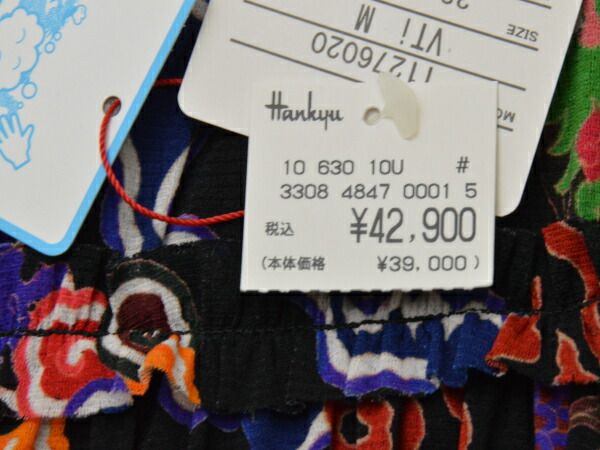 Hankyu
10 630 10U #
3308 4847 0001 5
税込 ¥42,900
(本体価格 ¥39,000)
SIZE
VTi M
11276020